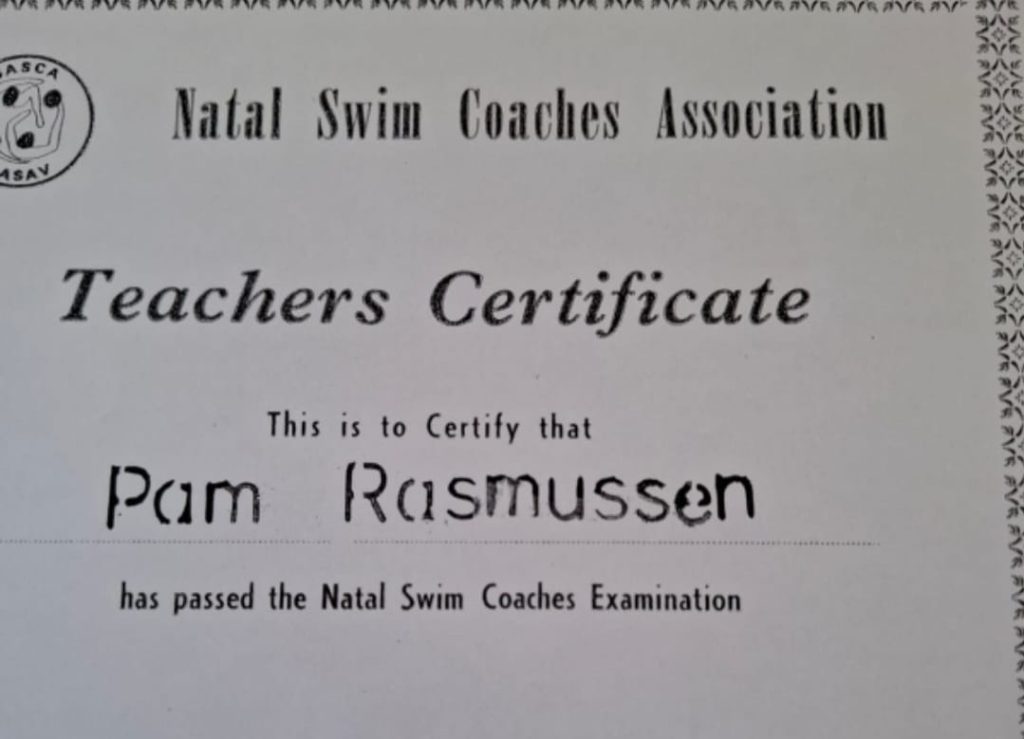 Natal Swim Coaches Association
Teachers Certificate
This is to Certify that
Pam Rasmussen
has passed the Natal Swim Coaches Examination